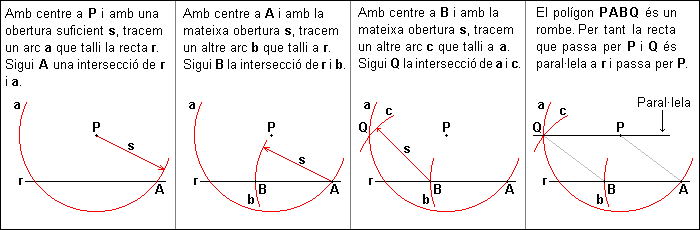 Amb centre a P i amb una
obertura suficient s, tracem
un arc a que talli la recta r.
Sigui A una intersecció de r
i a.
a
P
s
r
A
Amb centre a A i amb la
mateixa obertura s, tracem
un altre arc b que talli a r.
Sigui B la intersecció de r i b.
a
P
s
r
B
A
b
Amb centre a B i amb la
mateixa obertura s, tracem
un altre arc c que talli a a.
Sigui Q la intersecció de a i c.
a
c
Q
P
s
r
B
A
b
El polígon PABQ és un
rombe. Per tant la recta
que passa per P i Q és
paral·lela a r i passa per P.
a
Paral·lela
c
Q
P
r
B
A
b